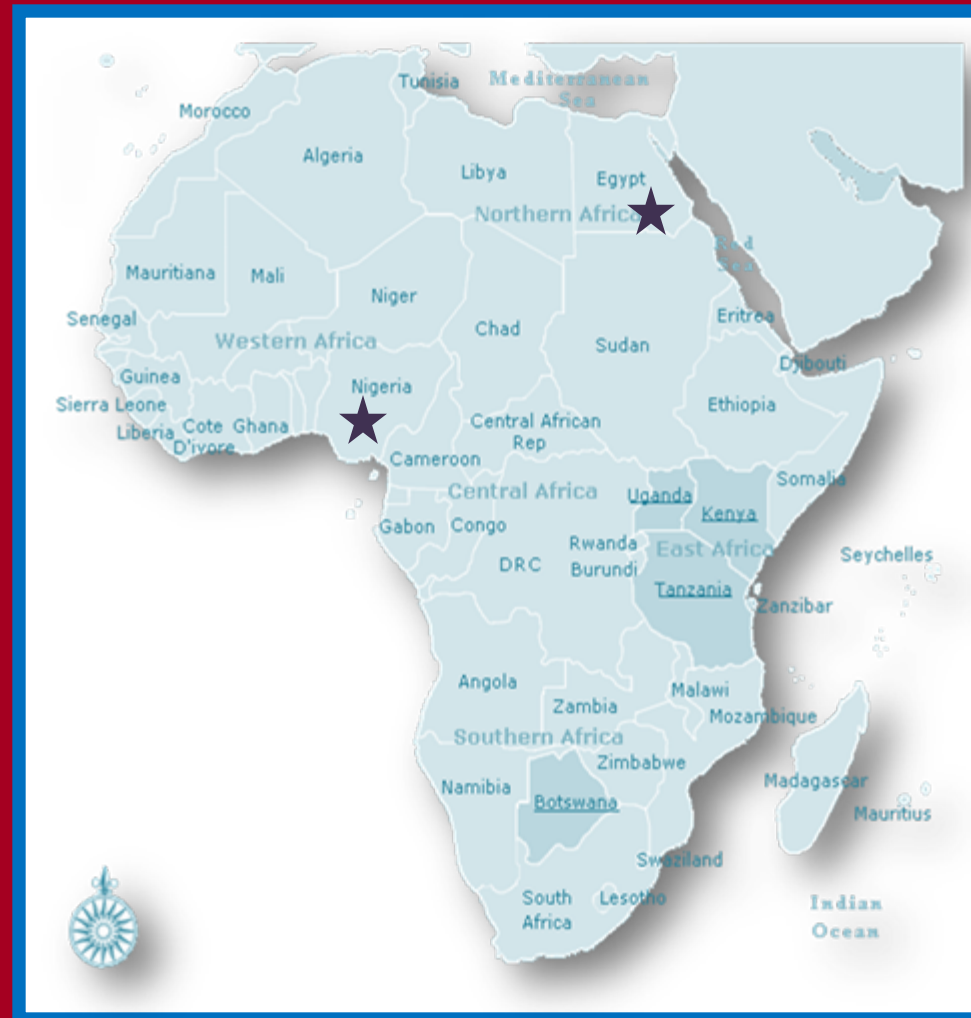 Tunisia
Mediterranean
Sea
Morocco
Algeria
Libya
Egypt
Northern Africa
Red
Sea
Mauritiana
Mali
Niger
Chad
Eritrea
Senegal
Western Africa
Sudan
Djibouti
Guinea
Nigeria
Sierra Leone
Ethiopia
Liberia
Cote
D'ivore
Ghana
Central African
Rep
Cameroon
Somalia
Central Africa
Uganda
Kenya
Gabon
Congo
Rwanda
East Africa
Seychelles
DRC
Burundi
Tanzania
Zanzibar
Angola
Malawi
Zambia
Mozambique
Southern Africa
Zimbabwe
Namibia
Madagascar
Botswana
Mauritius
Swaziland
South
Africa
Lesotho
Indian
Ocean